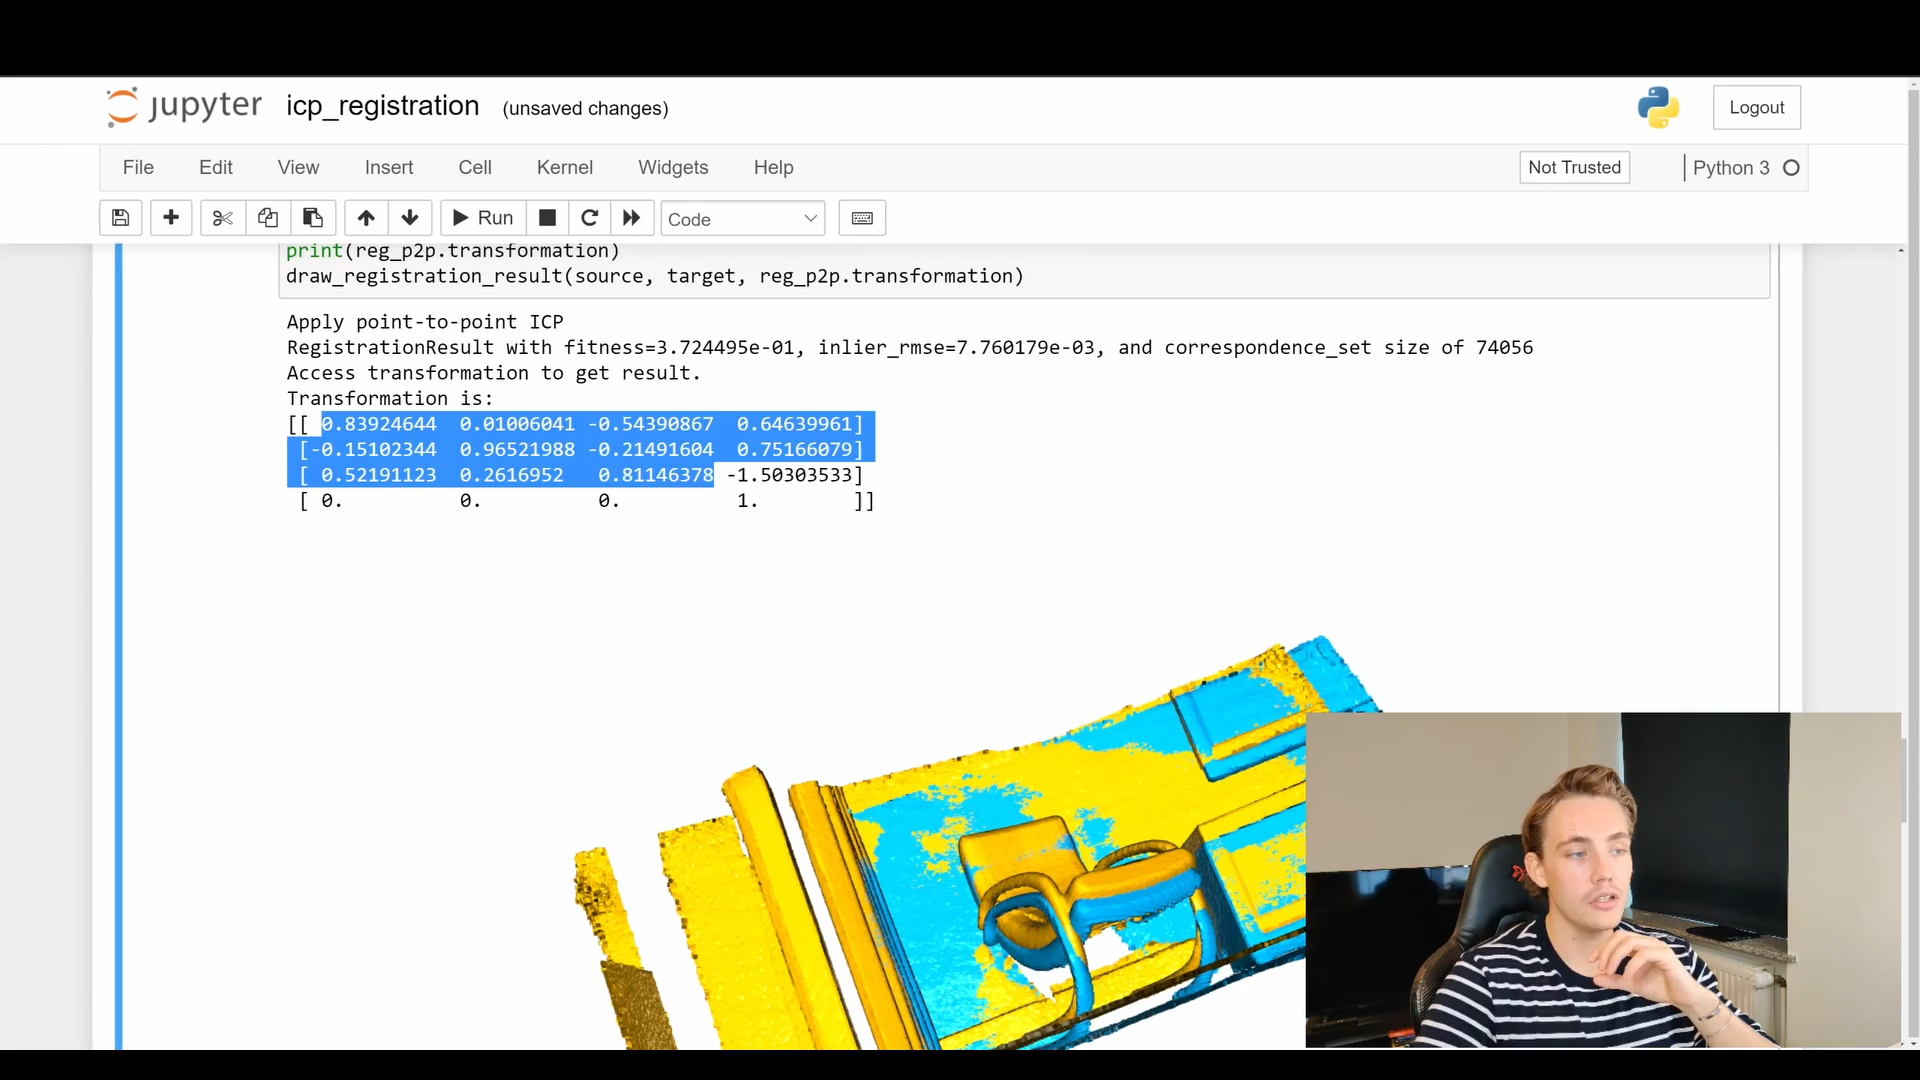 jupyter icp_registration (unsaved changes) Logout
File Edit View Insert Cell Kernel Widgets Help Not Trusted Python 3
Run Code
print(reg_p2p.transformation)
draw_registration_result(source, target, reg_p2p.transformation)
Apply point-to-point ICP
RegistrationResult with fitness=3.724495e-01, inlier_rmse=7.760179e-03, and correspondence_set size of 74056
Access transformation to get result.
Transformation is:
[[ 0.83924644 0.01006041 -0.54390867 0.64639961]
[-0.15102344 0.96521988 -0.21491604 0.75166079]
[ 0.52191123 0.2616952 0.81146378 -1.50303533]
[ 0. 0. 0. 1. ]]